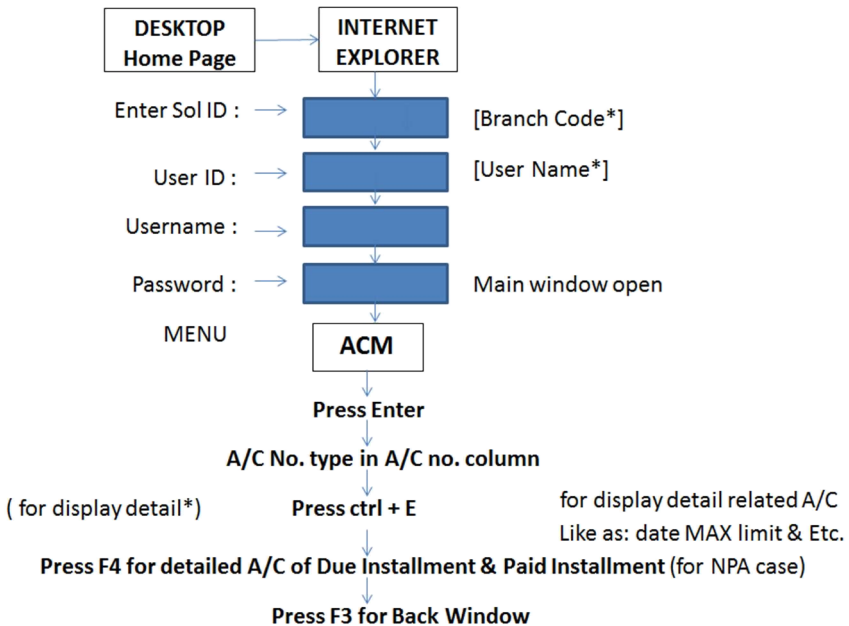 DESKTOP
Home Page
INTERNET
EXPLORER
Enter Sol ID :
[Branch Code*]
User ID :
[User Name*]
Username :
Password :
Main window open
MENU
ACM
Press Enter
A/C No. type in A/C no. column
( for display detail*)
Press ctrl + E
for display detail related A/C
Like as: date MAX limit & Etc.
Press F4 for detailed A/C of Due Installment & Paid Installment (for NPA case)
Press F3 for Back Window